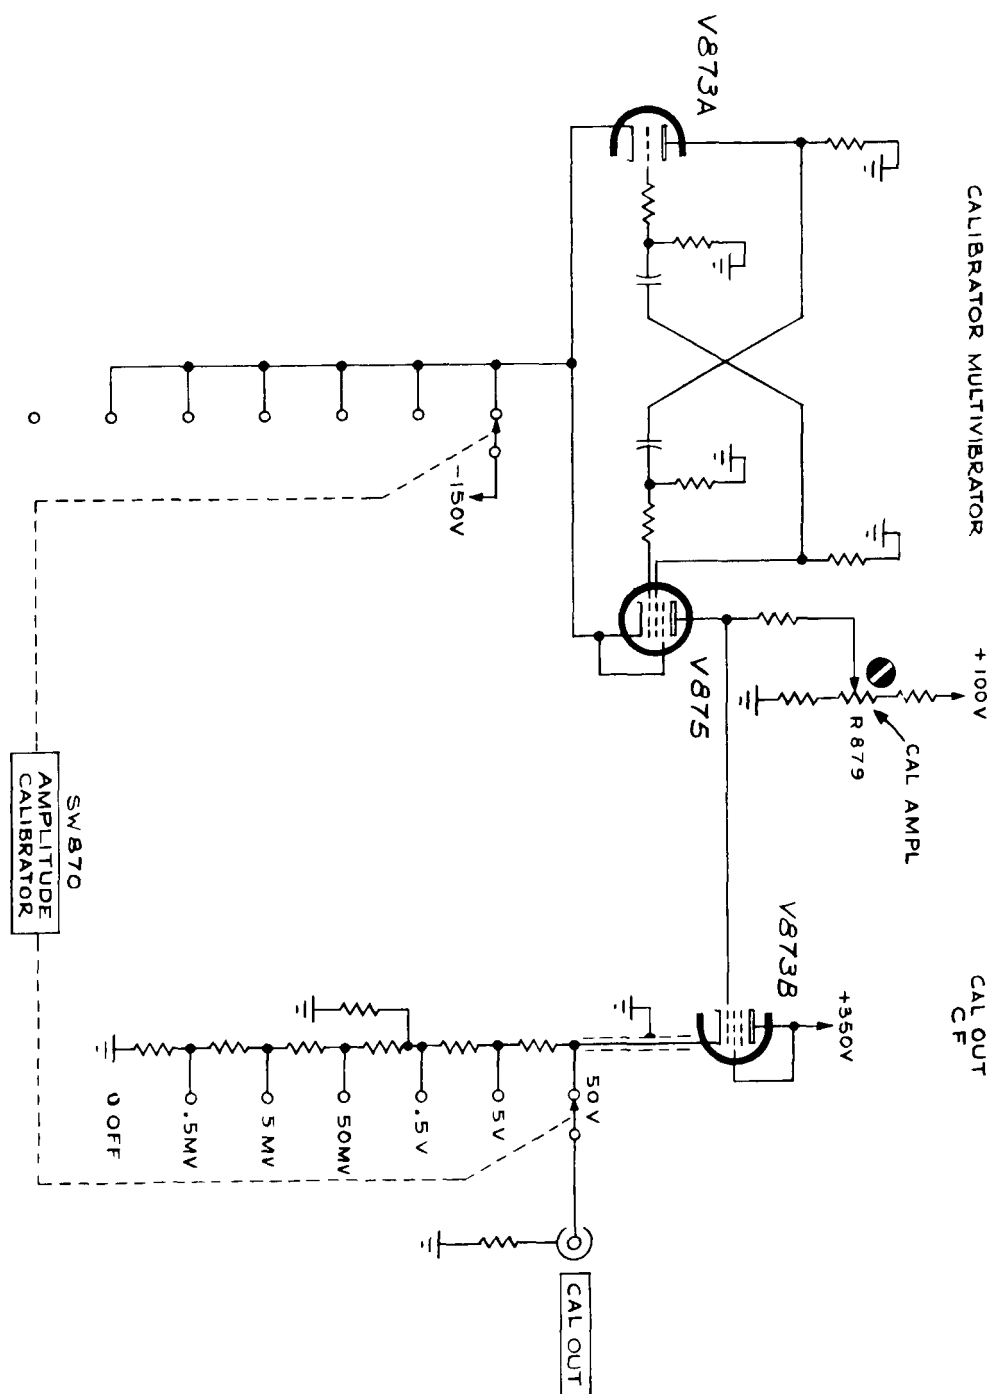 CALIBRATOR MULTIVIBRATOR
CAL OUT
CF
V873A
+100V
CAL AMPL
R879
V875
+350V
V873B
-150V
50V
5V
.5V
50MV
5MV
.5MV
OFF
SW870
AMPLITUDE
CALIBRATOR
CAL OUT